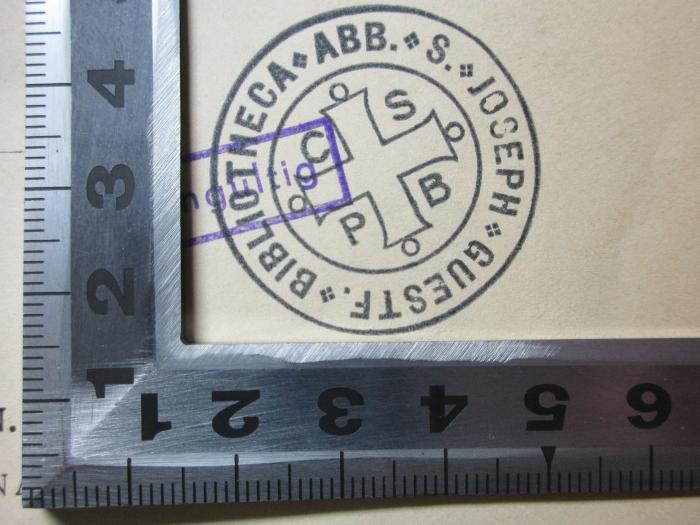 BIBLIOTHECA ABB. S. JOSEPH GUESTF.
C S
P B
ngültig
4
3
2
1
1 2 3 4 5 6
N.
N